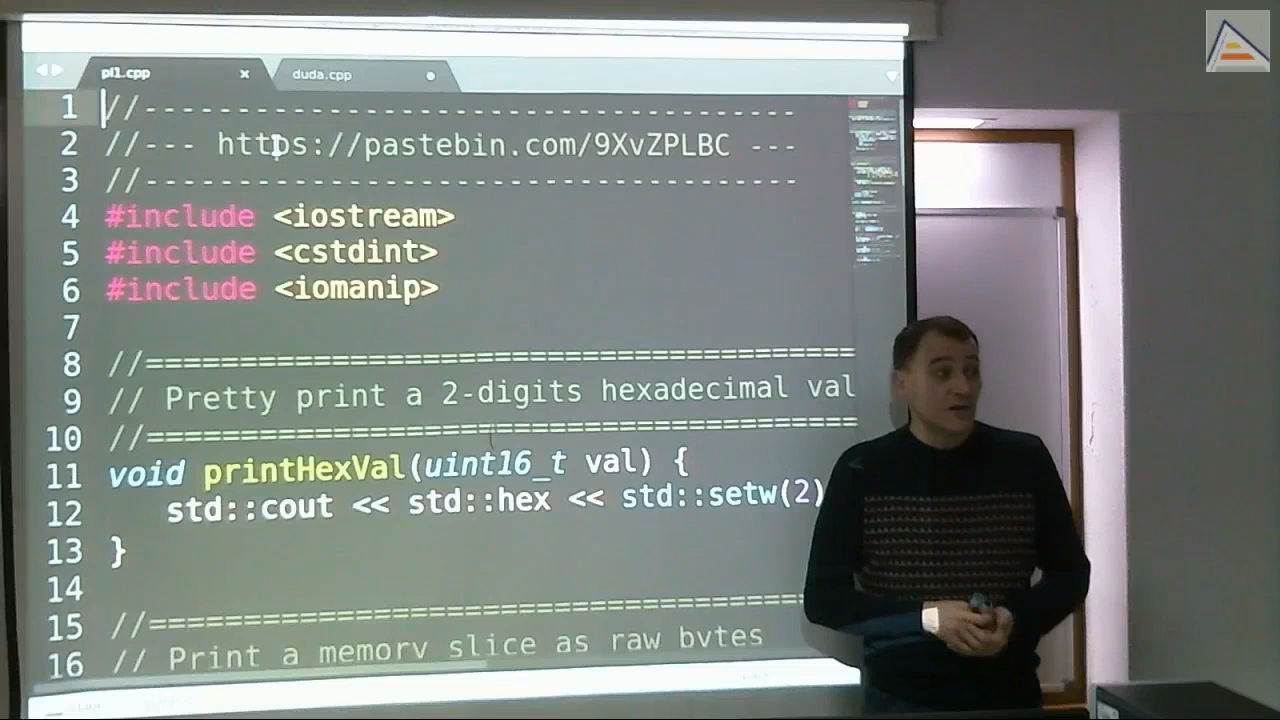 pl1.cpp x duda.cpp
1 //-----------------------------------
2 //--- https://pastebin.com/9XvZPLBC ---
3 //-----------------------------------
4 #include <iostream>
5 #include <cstdint>
6 #include <iomanip>
7
8 //======================================
9 // Pretty print a 2-digits hexadecimal val
10 //======================================
11 void printHexVal(uint16_t val) {
12 std::cout << std::hex << std::setw(2)
13 }
14
15 //===================================
16 // Print a memory slice as raw bytes